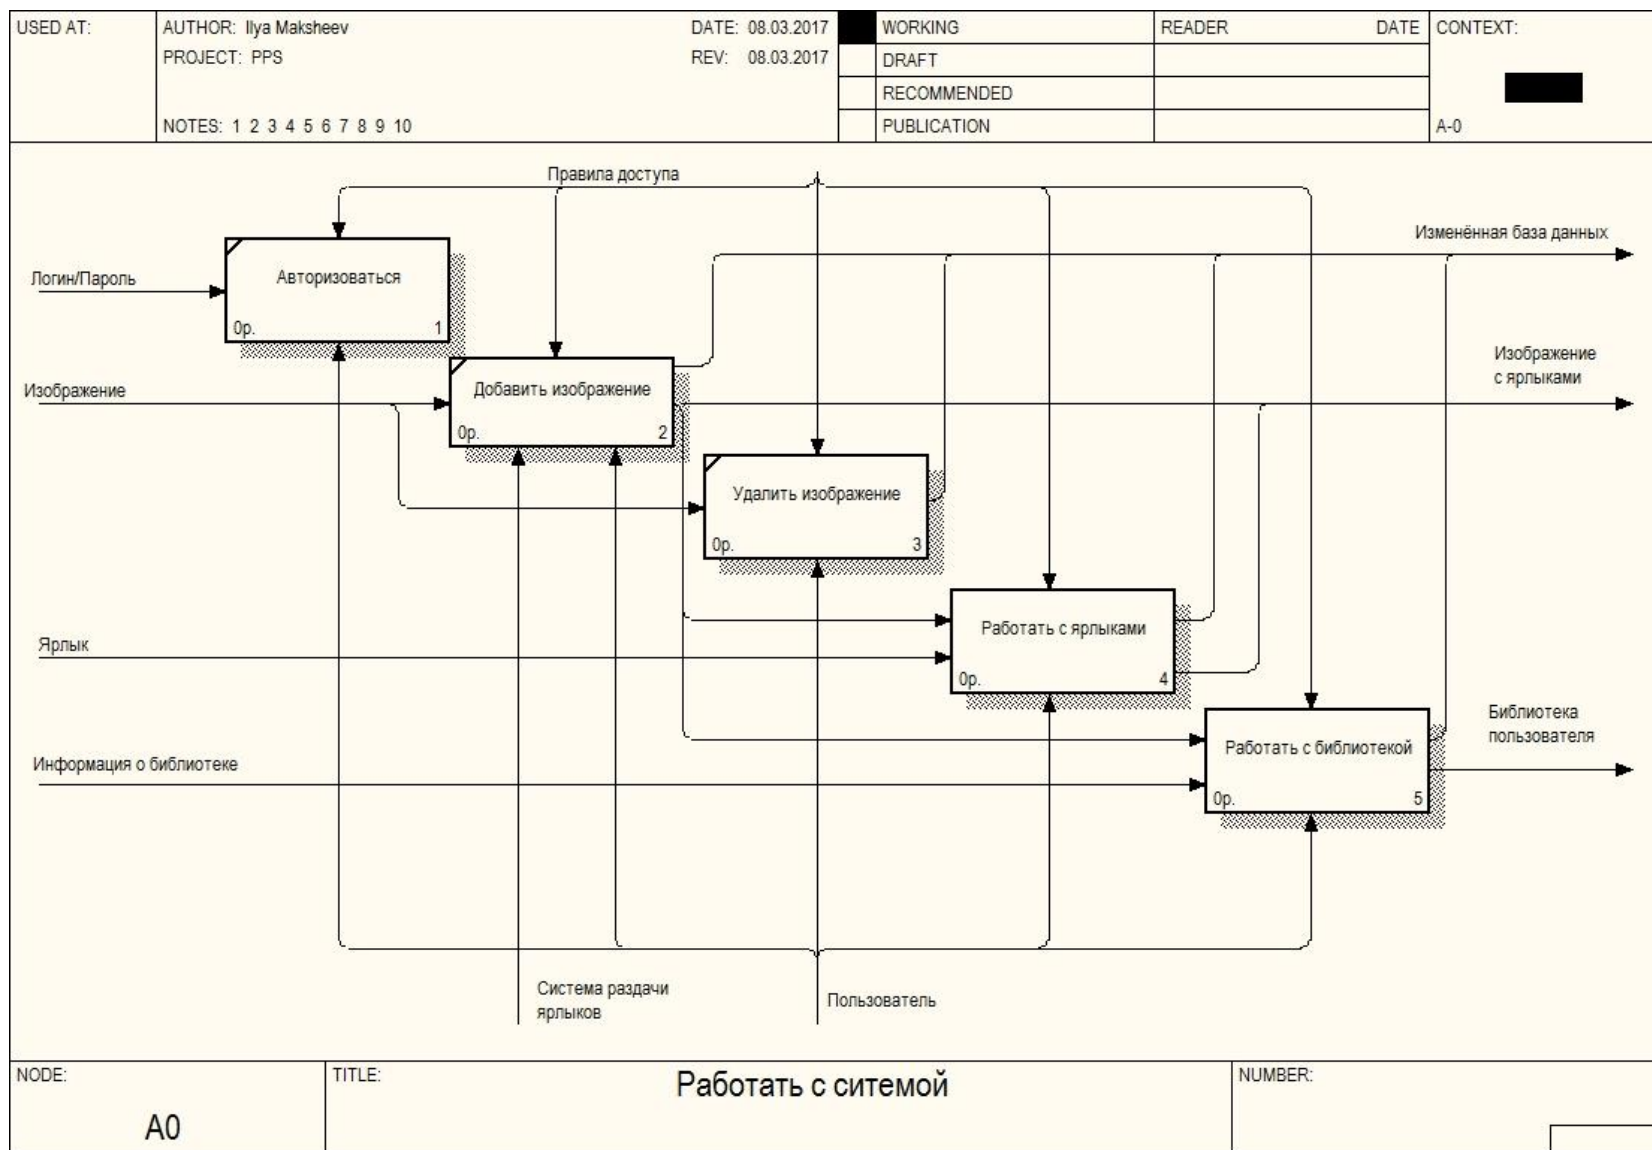 USED AT:
AUTHOR: Ilya Maksheev
DATE: 08.03.2017
WORKING
READER
DATE
CONTEXT:
PROJECT: PPS
REV: 08.03.2017
DRAFT
RECOMMENDED
NOTES: 1 2 3 4 5 6 7 8 9 10
PUBLICATION
A-0
Правила доступа
Изменённая база данных
Логин/Пароль
Авторизоваться
0р.
1
Изображение
с ярлыками
Изображение
Добавить изображение
0р.
2
Удалить изображение
0р.
3
Ярлык
Работать с ярлыками
0р.
4
Библиотека
пользователя
Информация о библиотеке
Работать с библиотекой
0р.
5
Система раздачи
ярлыков
Пользователь
NODE:
TITLE:
Работать с ситемой
NUMBER:
A0